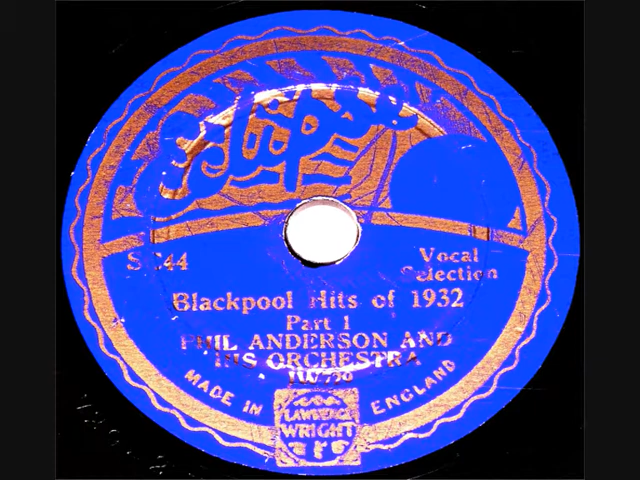 Eclipse
Vocal
Selection
Blackpool Hits of 1932
Part 1
PHIL ANDERSON AND
HIS ORCHESTRA
MADE IN ENGLAND
LAWRENCE
WRIGHT